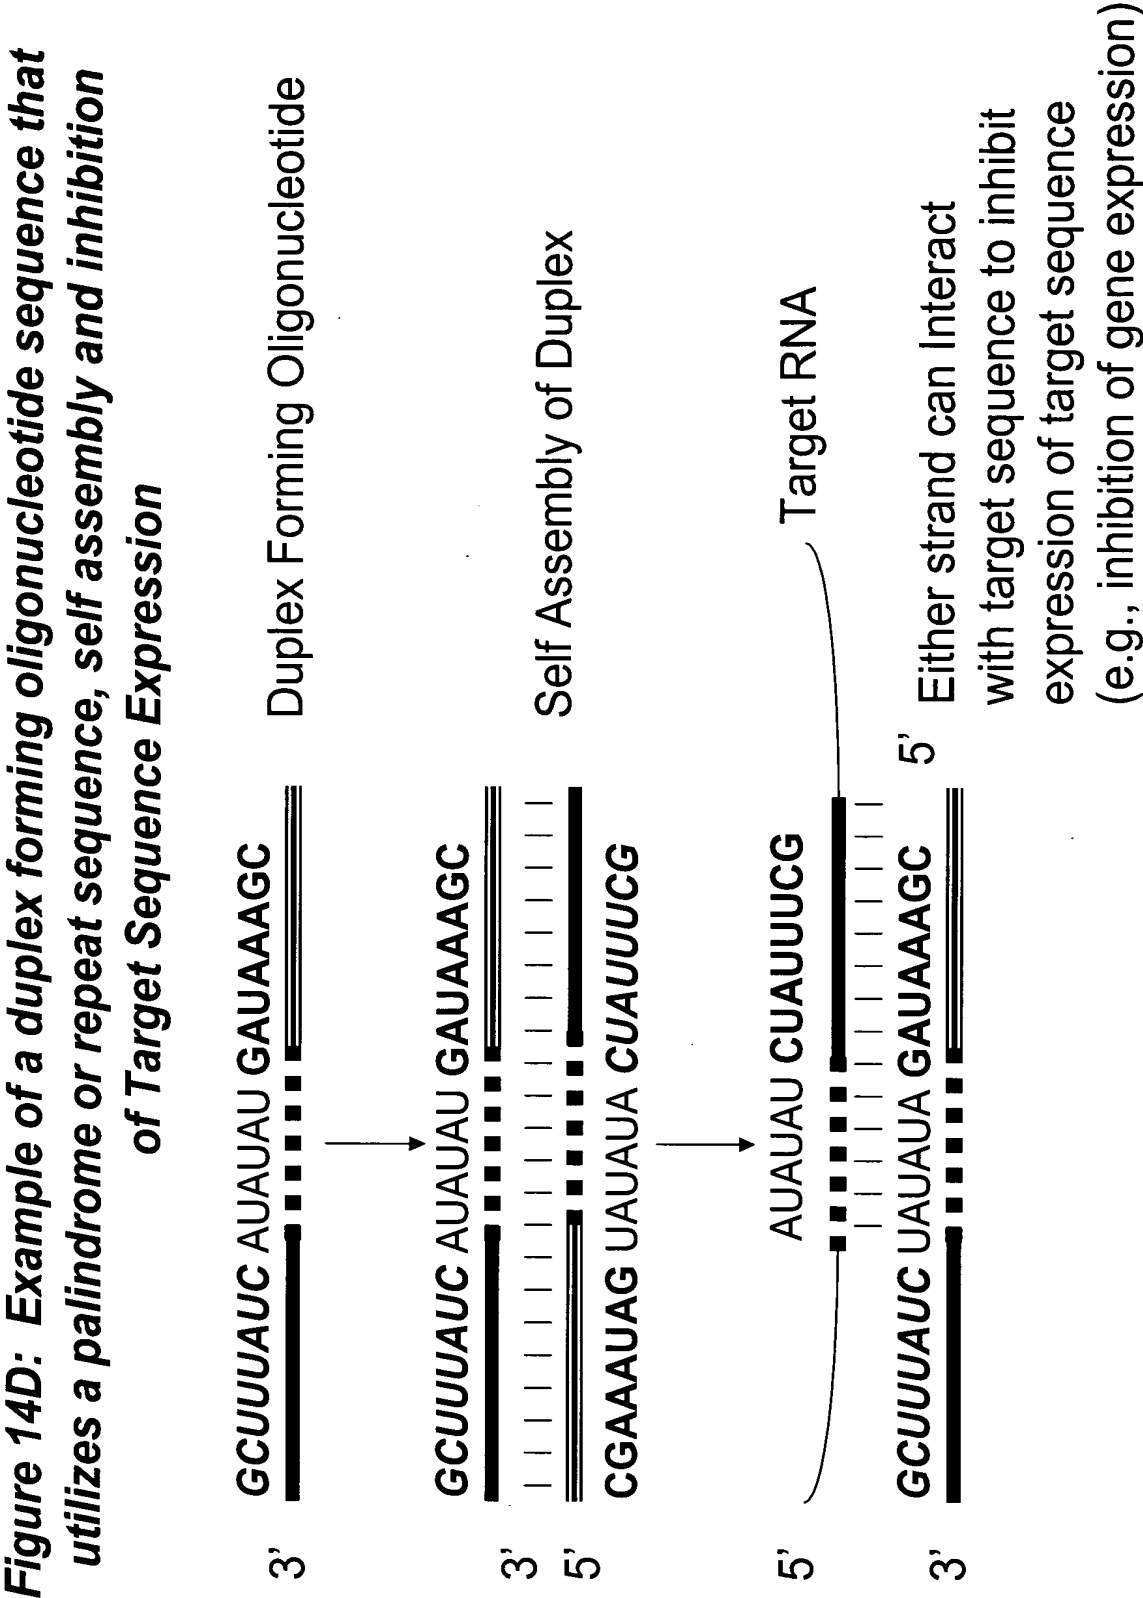 Figure 14D: Example of a duplex forming oligonucleotide sequence that
utilizes a palindrome or repeat sequence, self assembly and inhibition
of Target Sequence Expression
3' GCUUUAUC AUAUAU GAUAAAGC Duplex Forming Oligonucleotide
3' GCUUUAUC AUAUAU GAUAAAGC
Self Assembly of Duplex
5' CGAAAUAG UAUAUA CUAUUUCG
5' AUAUAU CUAUUUCG Target RNA
3' GCUUUAUC UAUAUA GAUAAAGC 5'
Either strand can Interact
with target sequence to inhibit
expression of target sequence
(e.g., inhibition of gene expression)